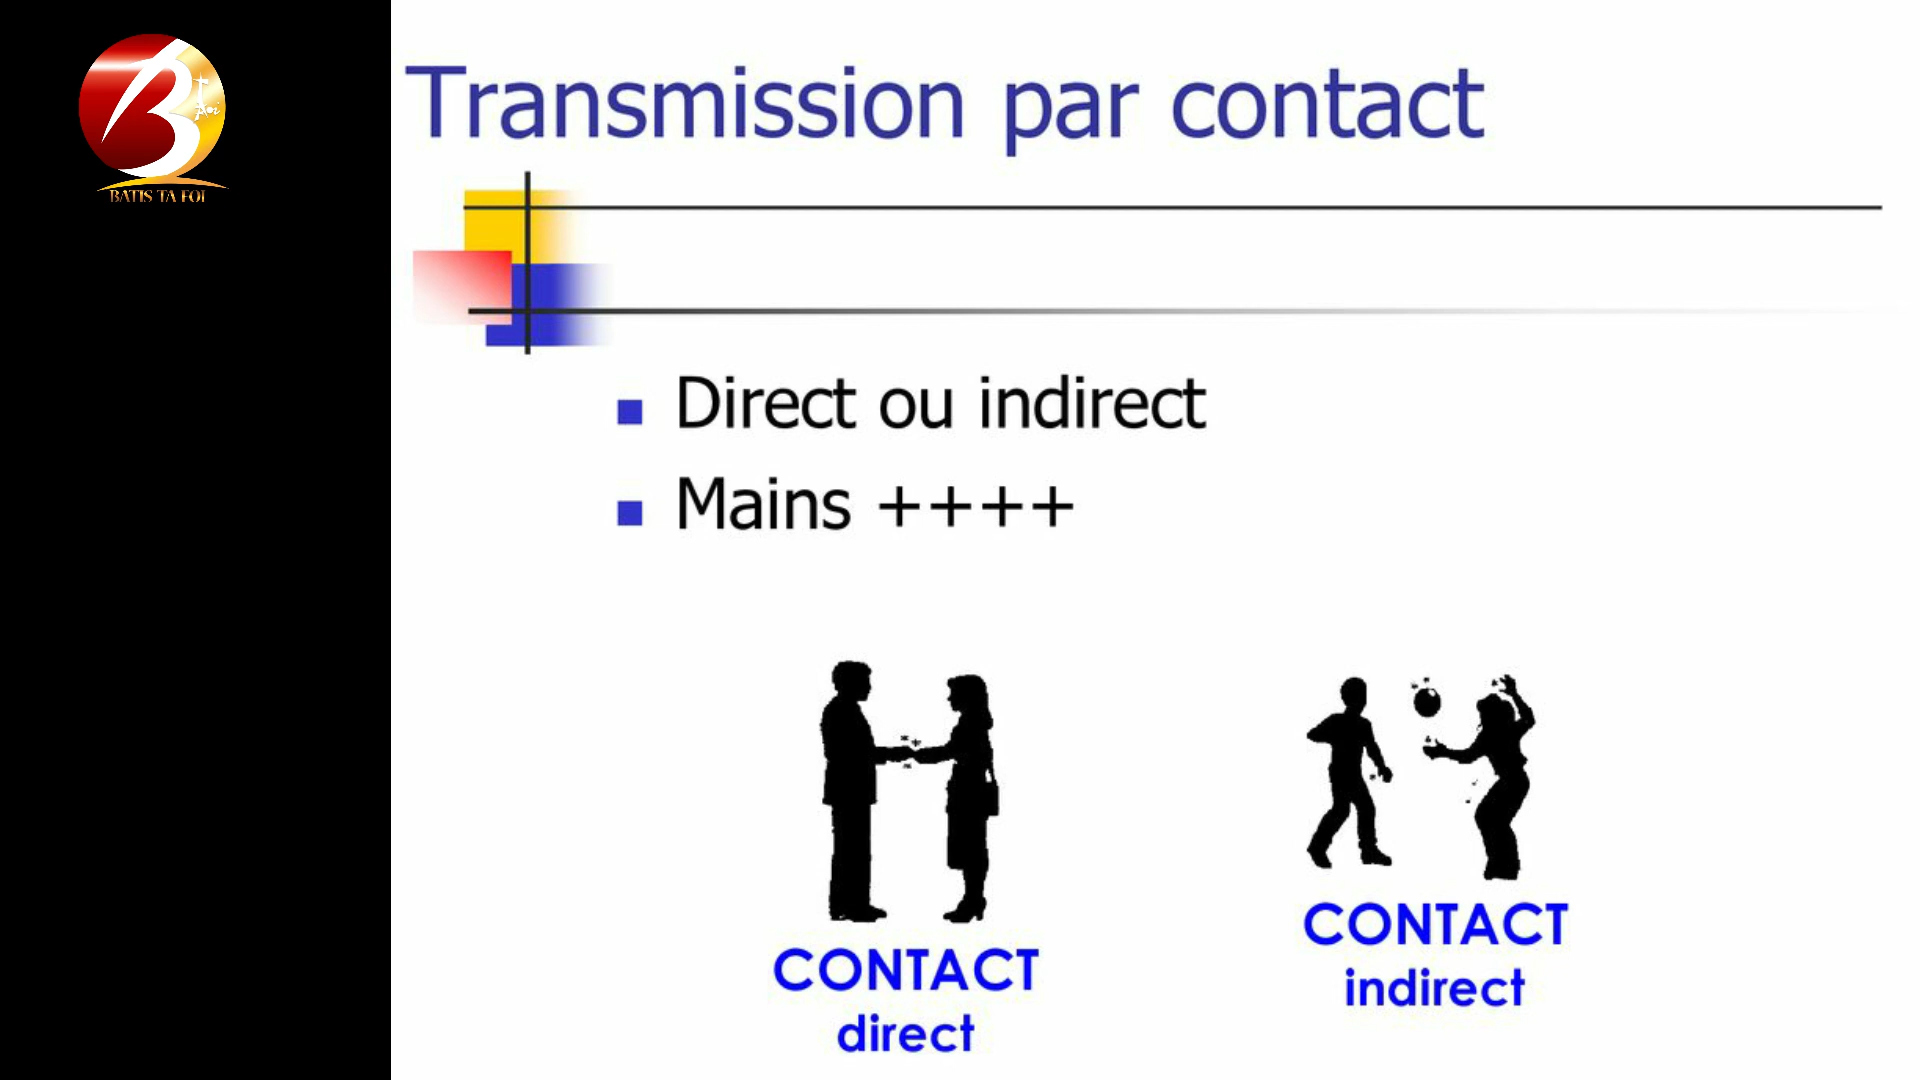 BATIS TA FOI
Transmission par contact
Direct ou indirect
Mains ++++
CONTACT
direct
CONTACT
indirect